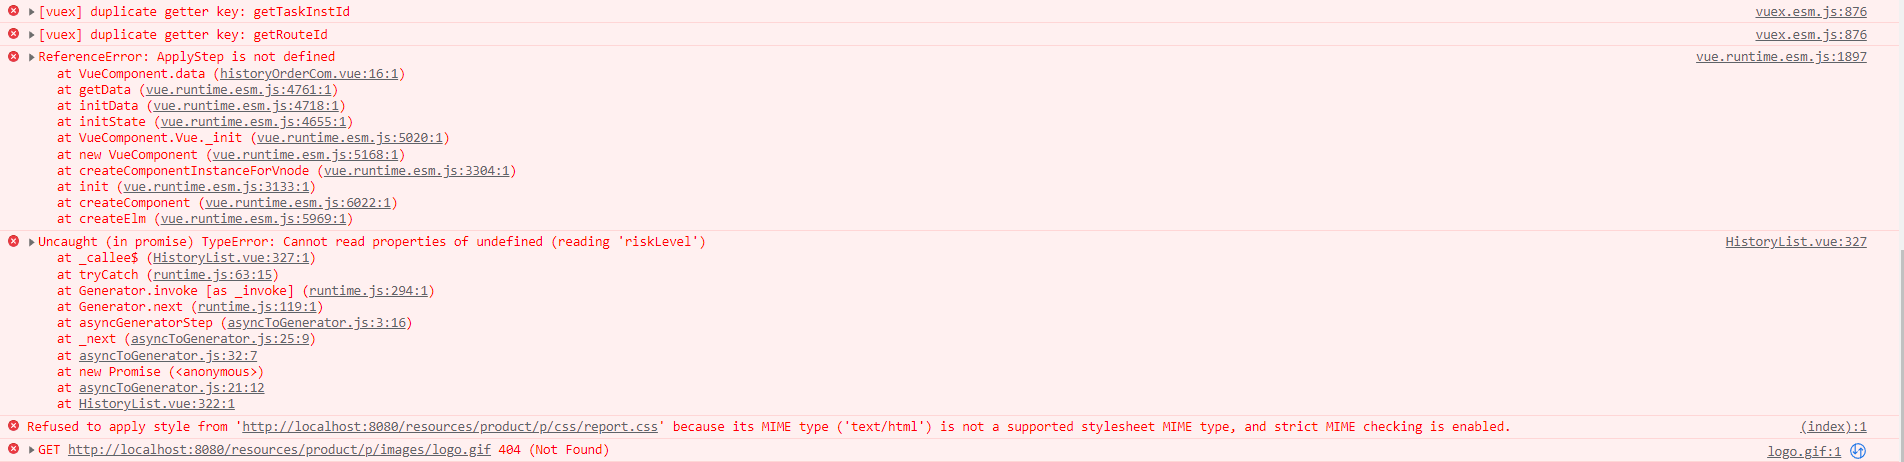 [vuex] duplicate getter key: getTaskInstId vuex.esm.js:876
[vuex] duplicate getter key: getRouteId vuex.esm.js:876
ReferenceError: ApplyStep is not defined vue.runtime.esm.js:1897
at VueComponent.data (historyOrderCom.vue:16:1)
at getData (vue.runtime.esm.js:4761:1)
at initData (vue.runtime.esm.js:4718:1)
at initState (vue.runtime.esm.js:4655:1)
at VueComponent.Vue._init (vue.runtime.esm.js:5020:1)
at new VueComponent (vue.runtime.esm.js:5168:1)
at createComponentInstanceForVnode (vue.runtime.esm.js:3304:1)
at init (vue.runtime.esm.js:3133:1)
at createComponent (vue.runtime.esm.js:6022:1)
at createElm (vue.runtime.esm.js:5969:1)
Uncaught (in promise) TypeError: Cannot read properties of undefined (reading 'riskLevel') HistoryList.vue:327
at _callee$ (HistoryList.vue:327:1)
at tryCatch (runtime.js:63:15)
at Generator.invoke [as _invoke] (runtime.js:294:1)
at Generator.next (runtime.js:119:1)
at asyncGeneratorStep (asyncToGenerator.js:3:16)
at _next (asyncToGenerator.js:25:9)
at asyncToGenerator.js:32:7
at new Promise (<anonymous>)
at asyncToGenerator.js:21:12
at HistoryList.vue:322:1
Refused to apply style from 'http://localhost:8080/resources/product/p/css/report.css' because its MIME type ('text/html') is not a supported stylesheet MIME type, and strict MIME checking is enabled. (index):1
GET http://localhost:8080/resources/product/p/images/logo.gif 404 (Not Found) logo.gif:1